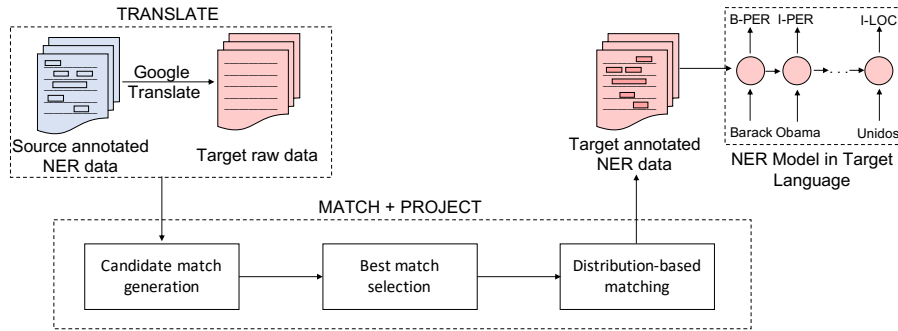 TRANSLATE
Google
Translate
Source annotated
NER data
Target raw data
Target annotated
NER data
B-PER I-PER I-LOC
. . .
Barack Obama Unidos
NER Model in Target
Language
MATCH + PROJECT
Candidate match
generation
Best match
selection
Distribution-based
matching